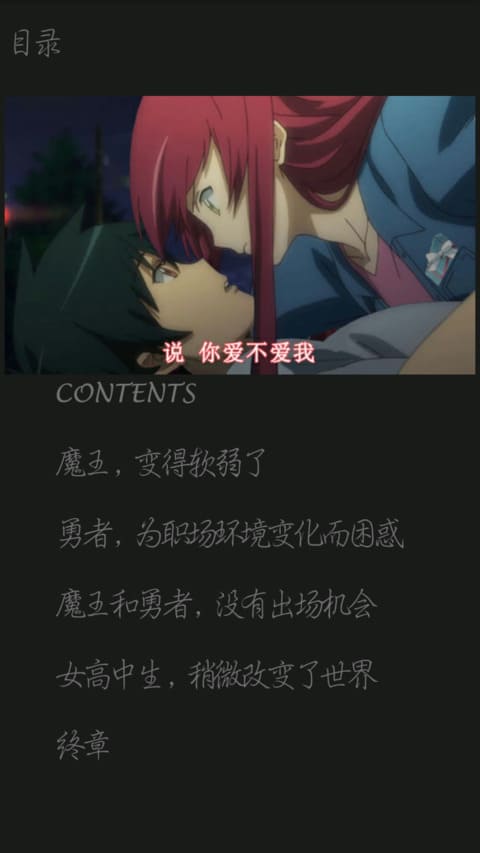 目录
说 你爱不爱我
CONTENTS
魔王，变得软弱了
勇者，为职场环境变化而困惑
魔王和勇者，没有出场机会
女高中生，稍微改变了世界
终章